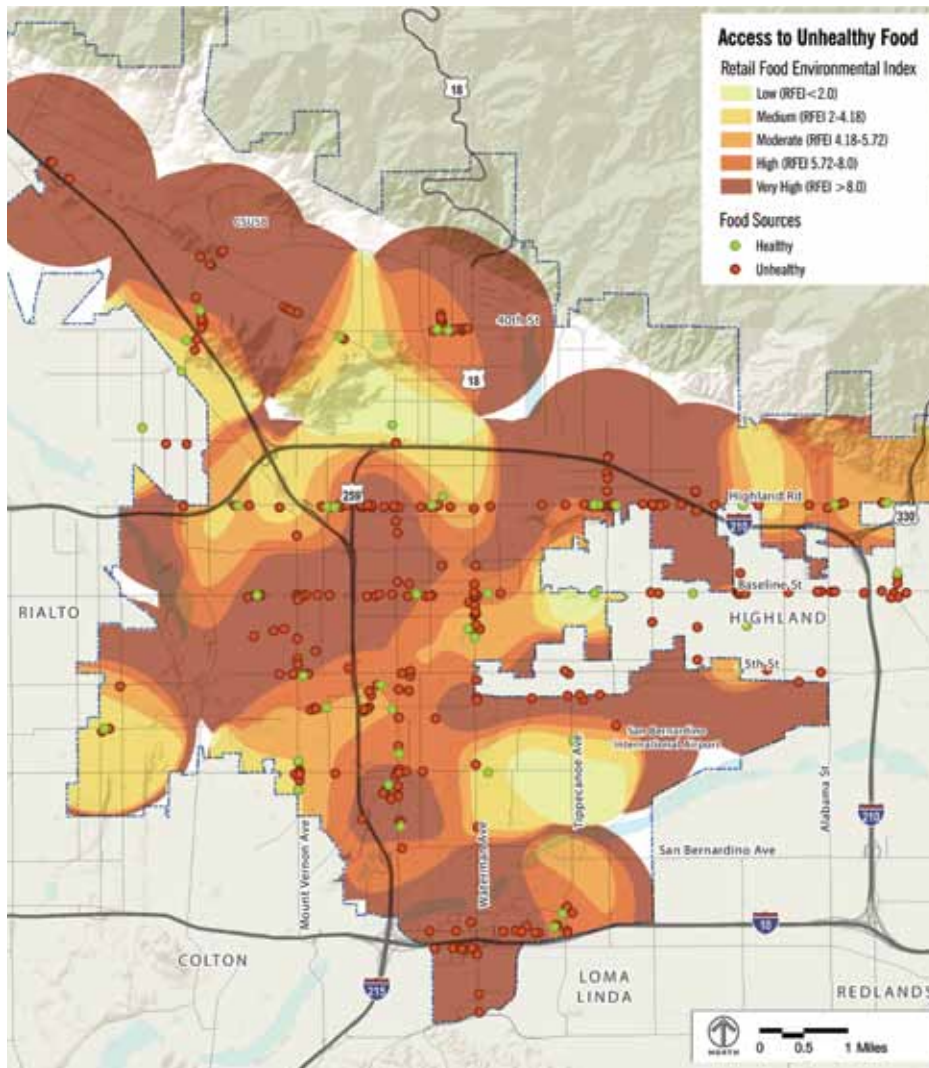 Access to Unhealthy Food
Retail Food Environmental Index
Low (RFEI<2.0)
Medium (RFEI 2-4.18)
Moderate (RFEI 4.18-5.72)
High (RFEI 5.72-8.0)
Very High (RFEI >8.0)
Food Sources
Healthy
Unhealthy
18
CSUSB
40th St
18
259
Highland Rd
210
330
Baseline St
RIALTO
HIGHLAND
5th St
San Bernardino
International Airport
Tippecanoe Ave
Alabama St
210
Mount Vernon Ave
Waterman Ave
San Bernardino Ave
10
COLTON
215
LOMA
LINDA
REDLANDS
NORTH
0 0.5 1 Miles